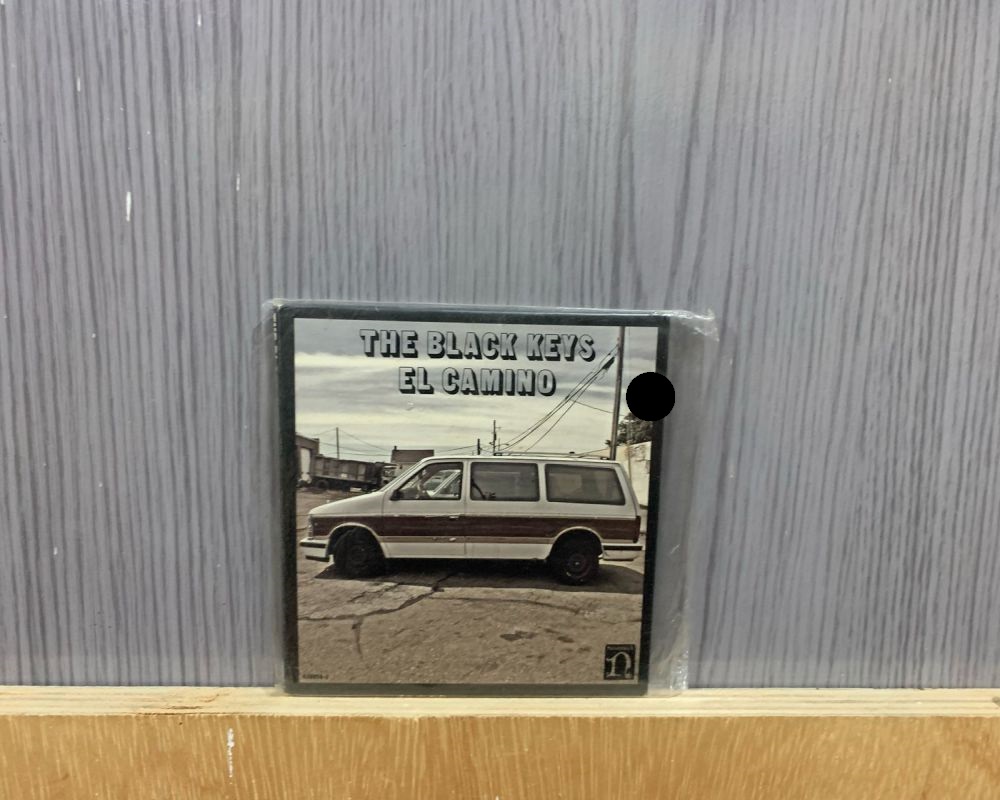 THE BLACK KEYS
EL CAMINO
n